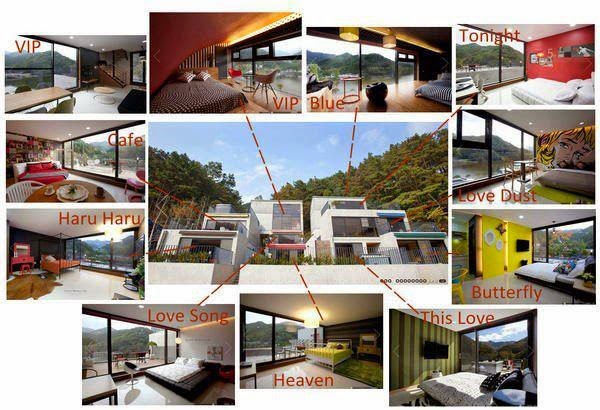 VIP
VIP
Blue
Tonight
Cafe
Love Dust
Haru Haru
Butterfly
Love Song
Heaven
This Love